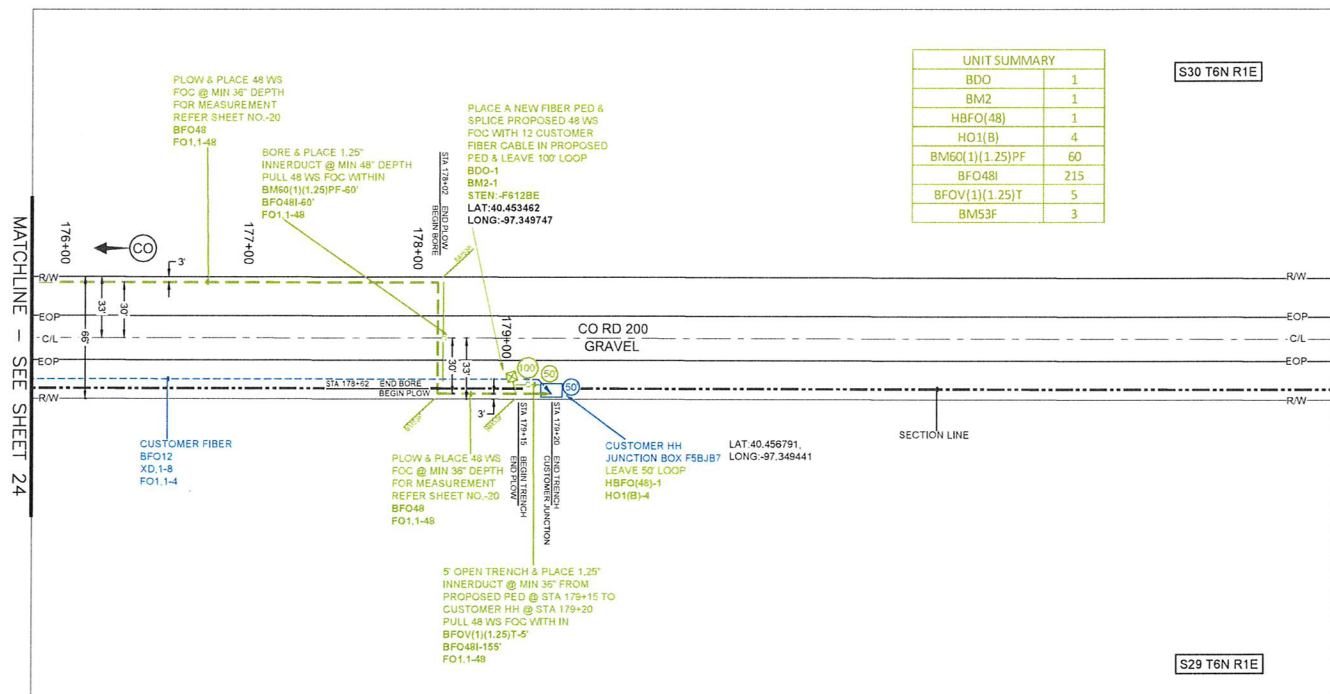 UNIT SUMMARY
BDO 1
BM2 1
HBFO(48) 1
HO1(B) 4
BM60(1)(1.25)PF 60
BFO48I 215
BFOV(1)(1.25)T 5
BM53F 3
S30 T6N R1E
PLOW & PLACE 48 WS
FOC @ MIN 36" DEPTH
FOR MEASUREMENT
REFER SHEET NO.-20
BFO48
FO1,1-48
BORE & PLACE 1.25"
INNERDUCT @ MIN 48" DEPTH
PULL 48 WS FOC WITHIN
BM60(1)(1.25)PF-60'
BFO48I-60'
FO1,1-48
STA 178+02 END PLOW
BEGIN BORE
PLACE A NEW FIBER PED &
SPLICE PROPOSED 48 WS
FOC WITH 12 CUSTOMER
FIBER CABLE IN PROPOSED
PED & LEAVE 100' LOOP
BDO-1
BM2-1
STEN:-F612BE
LAT:40.453462
LONG:-97.349747
MATCHLINE - SEE SHEET 24
176+00
CO
177+00
178+00
179+00
R/W
R/W
3'
33'
30'
66'
EOP
EOP
C/L
C/L
EOP
EOP
R/W
R/W
CO RD 200
GRAVEL
30'
33'
3'
100'
50'
50'
STA 178+62 END BORE
BEGIN PLOW
STA 179+15 BEGIN TRENCH
END PLOW
STA 179+20 END TRENCH
CUSTOMER JUNCTION
SECTION LINE
CUSTOMER FIBER
BFO12
XD,1-8
FO1,1-4
PLOW & PLACE 48 WS
FOC @ MIN 36" DEPTH
FOR MEASUREMENT
REFER SHEET NO.-20
BFO48
FO1,1-48
CUSTOMER HH
JUNCTION BOX F5BJB7
LEAVE 50' LOOP
HBFO(48)-1
HO1(B)-4
LAT:40.456791,
LONG:-97.349441
5' OPEN TRENCH & PLACE 1.25"
INNERDUCT @ MIN 36" FROM
PROPOSED PED @ STA 179+15 TO
CUSTOMER HH @ STA 179+20
PULL 48 WS FOC WITH IN
BFOV(1)(1.25)T-5'
BFO48I-155'
FO1,1-48
S29 T6N R1E